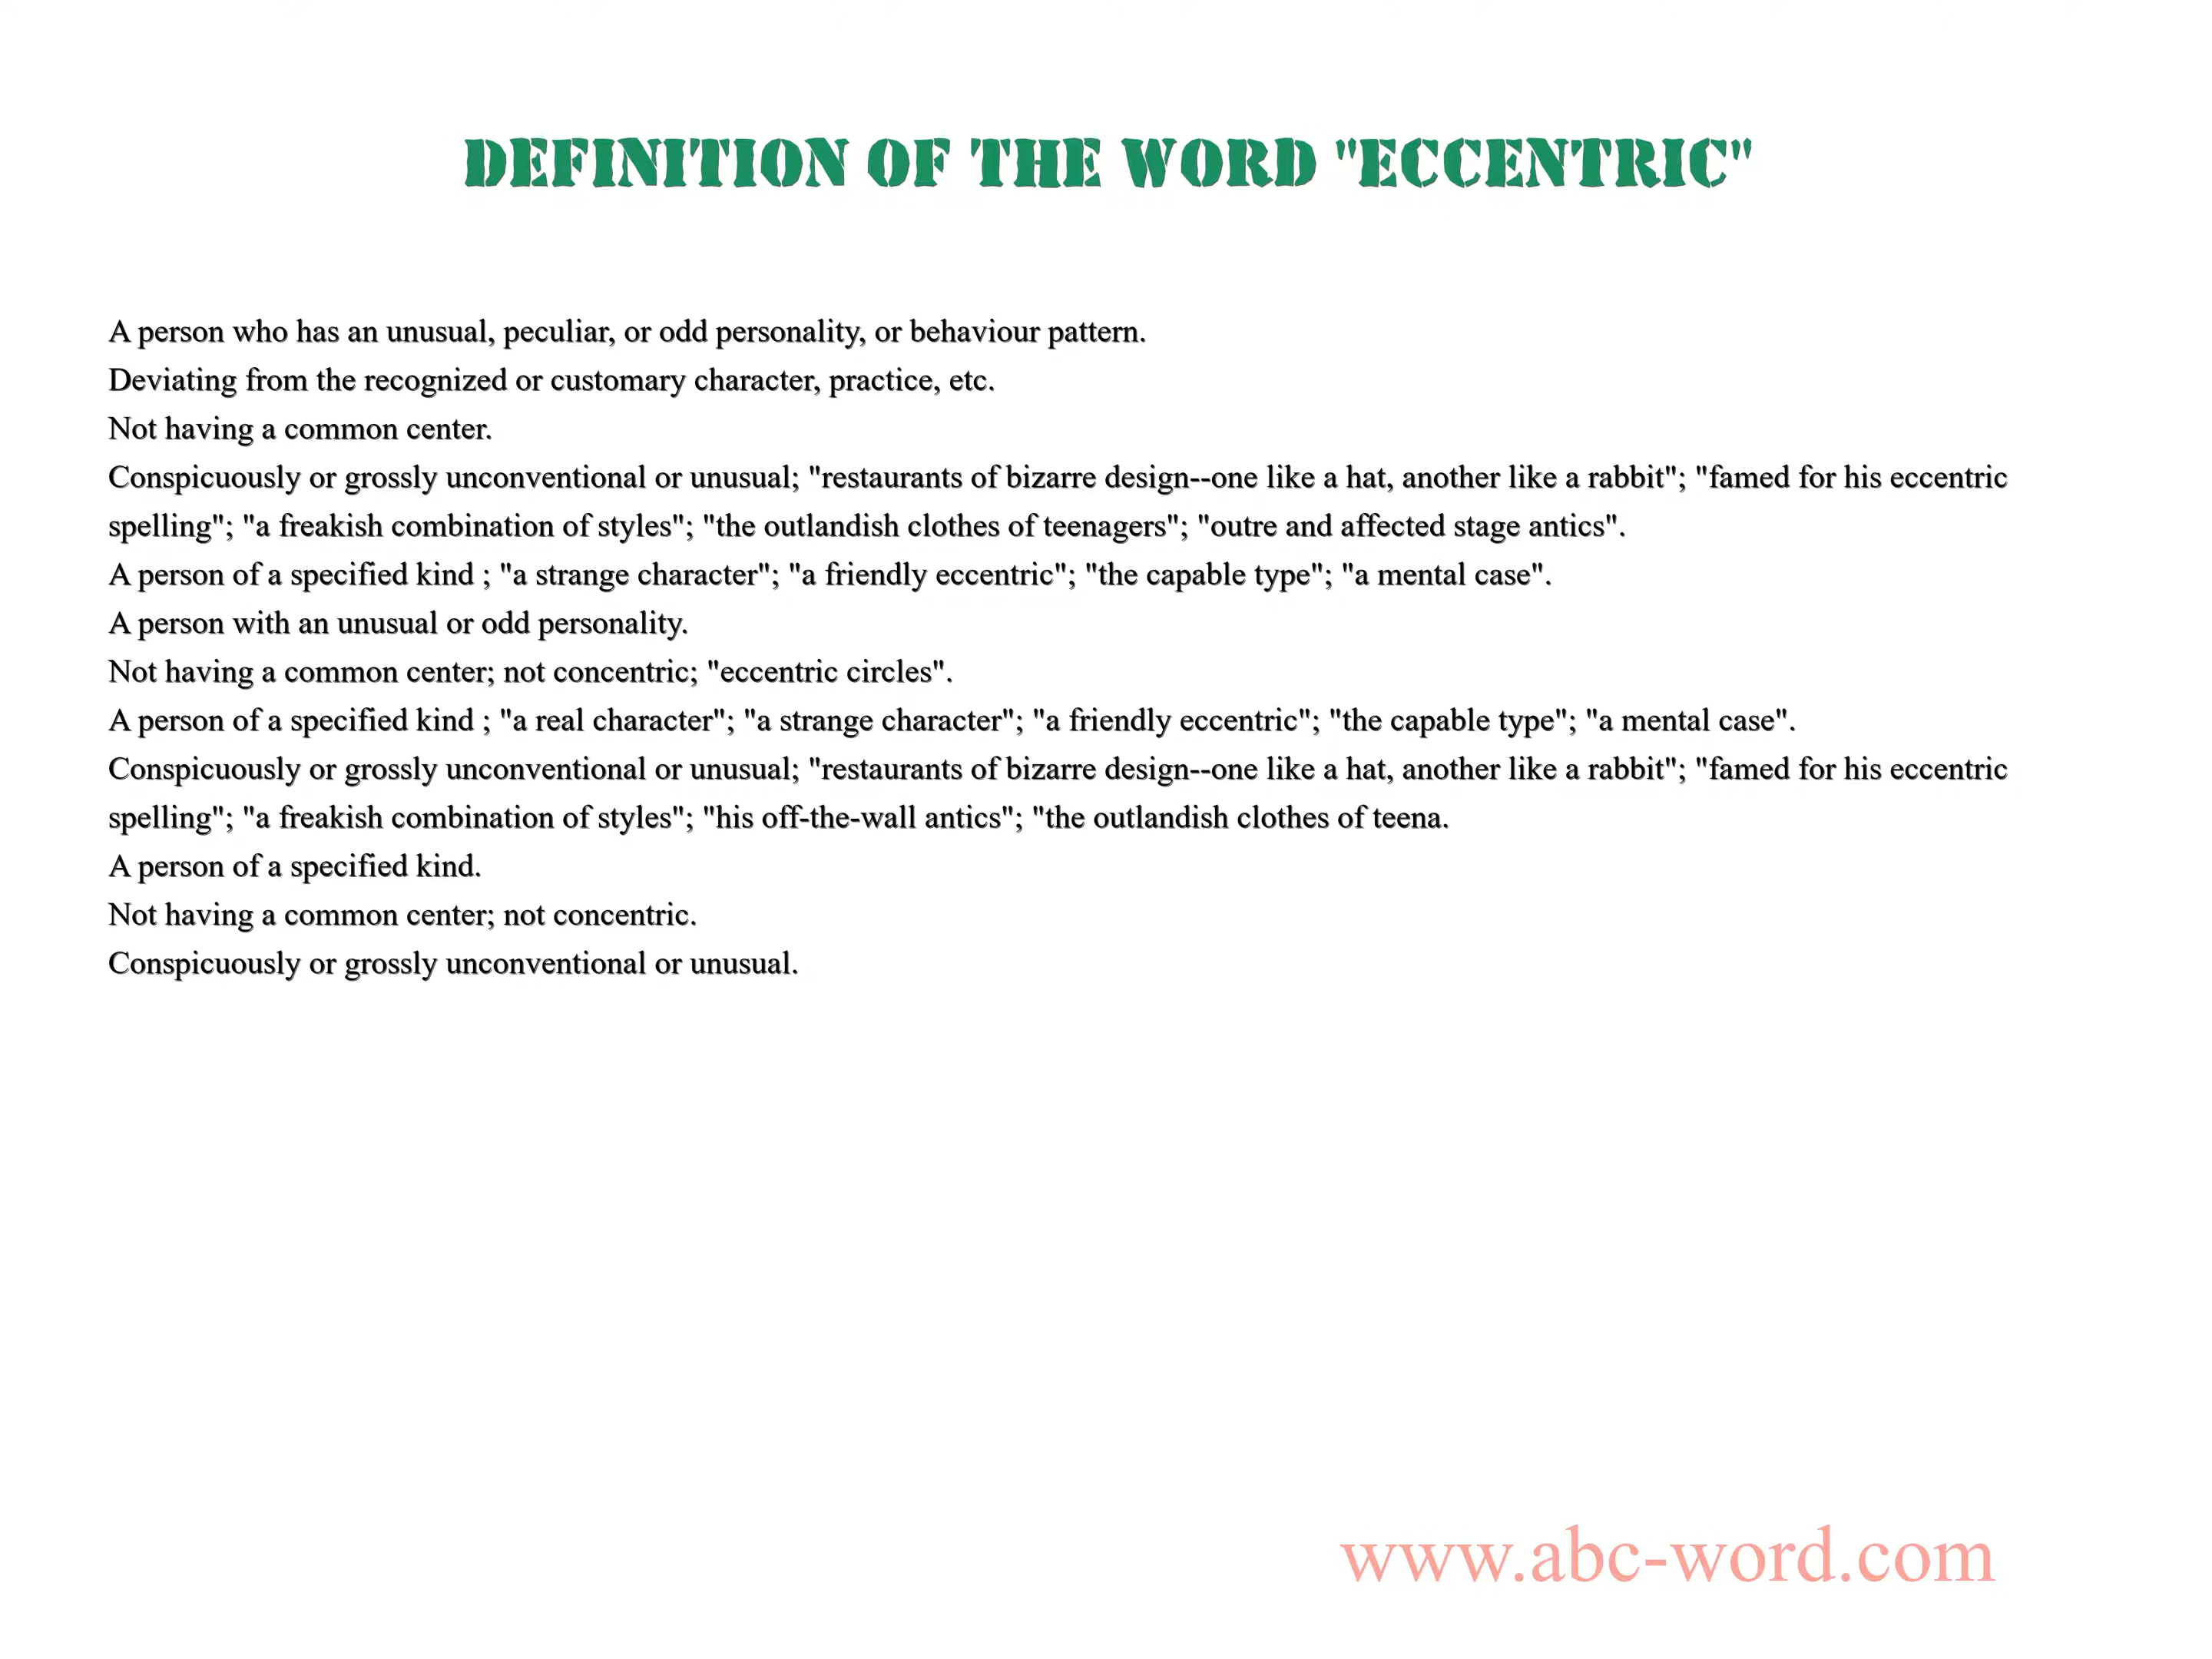 DEFINITION OF THE WORD "ECCENTRIC"
A person who has an unusual, peculiar, or odd personality, or behaviour pattern.
Deviating from the recognized or customary character, practice, etc.
Not having a common center.
Conspicuously or grossly unconventional or unusual; "restaurants of bizarre design--one like a hat, another like a rabbit"; "famed for his eccentric
spelling"; "a freakish combination of styles"; "the outlandish clothes of teenagers"; "outre and affected stage antics".
A person of a specified kind ; "a strange character"; "a friendly eccentric"; "the capable type"; "a mental case".
A person with an unusual or odd personality.
Not having a common center; not concentric; "eccentric circles".
A person of a specified kind ; "a real character"; "a strange character"; "a friendly eccentric"; "the capable type"; "a mental case".
Conspicuously or grossly unconventional or unusual; "restaurants of bizarre design--one like a hat, another like a rabbit"; "famed for his eccentric
spelling"; "a freakish combination of styles"; "his off-the-wall antics"; "the outlandish clothes of teena.
A person of a specified kind.
Not having a common center; not concentric.
Conspicuously or grossly unconventional or unusual.
www.abc-word.com